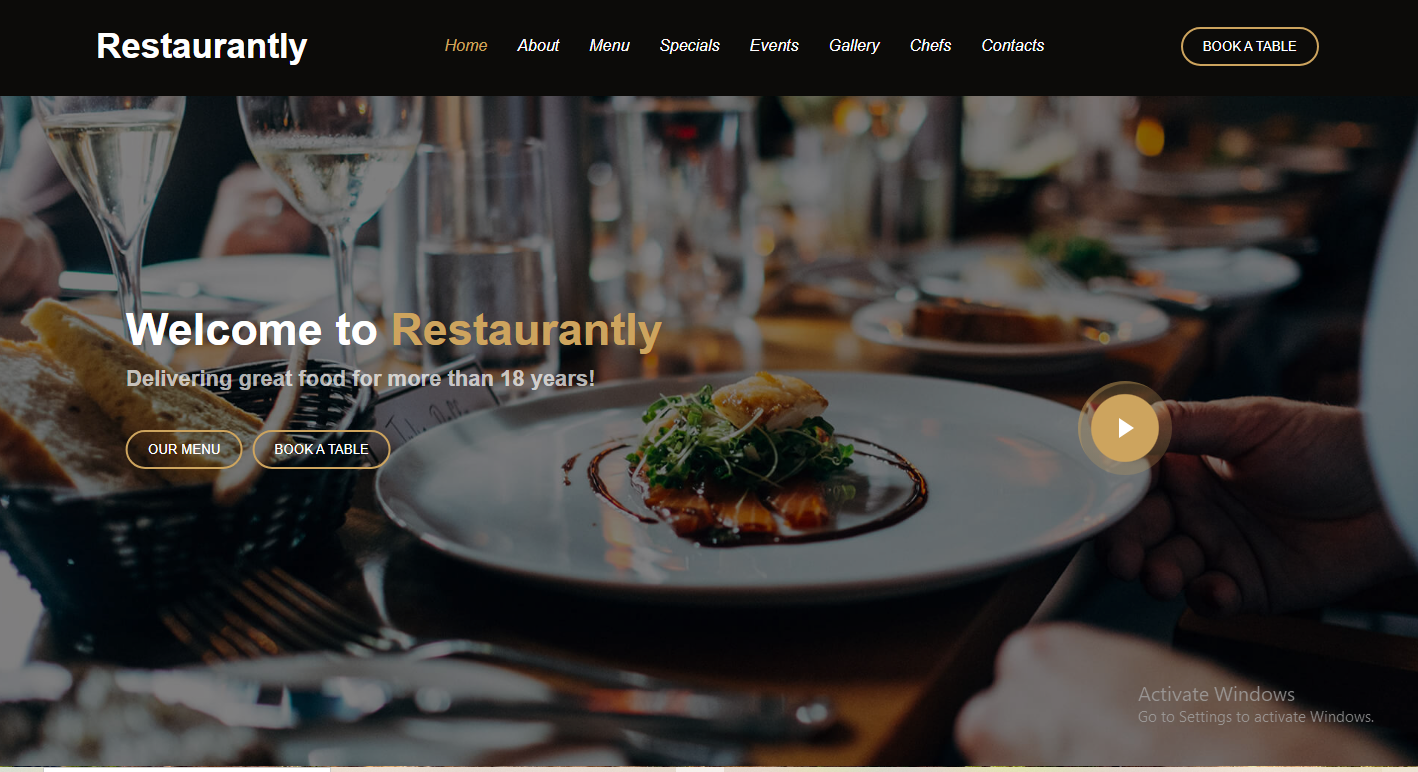 Restaurantly
Home About Menu Specials Events Gallery Chefs Contacts
BOOK A TABLE
Welcome to Restaurantly
Delivering great food for more than 18 years!
OUR MENU BOOK A TABLE
Activate Windows
Go to Settings to activate Windows.